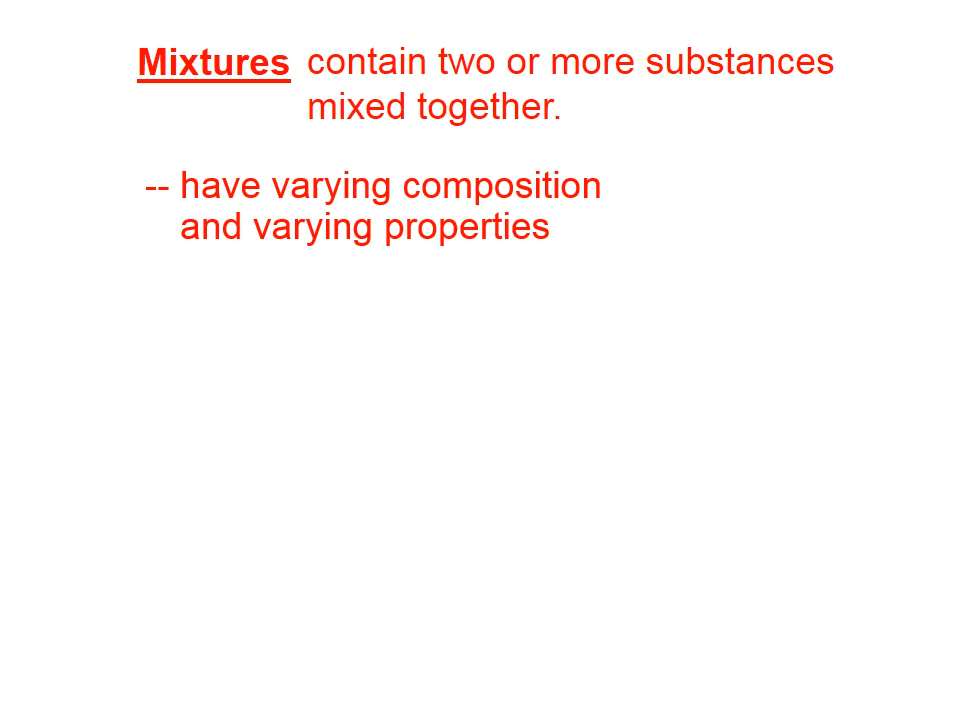 Mixtures contain two or more substances
mixed together.
-- have varying composition
and varying properties